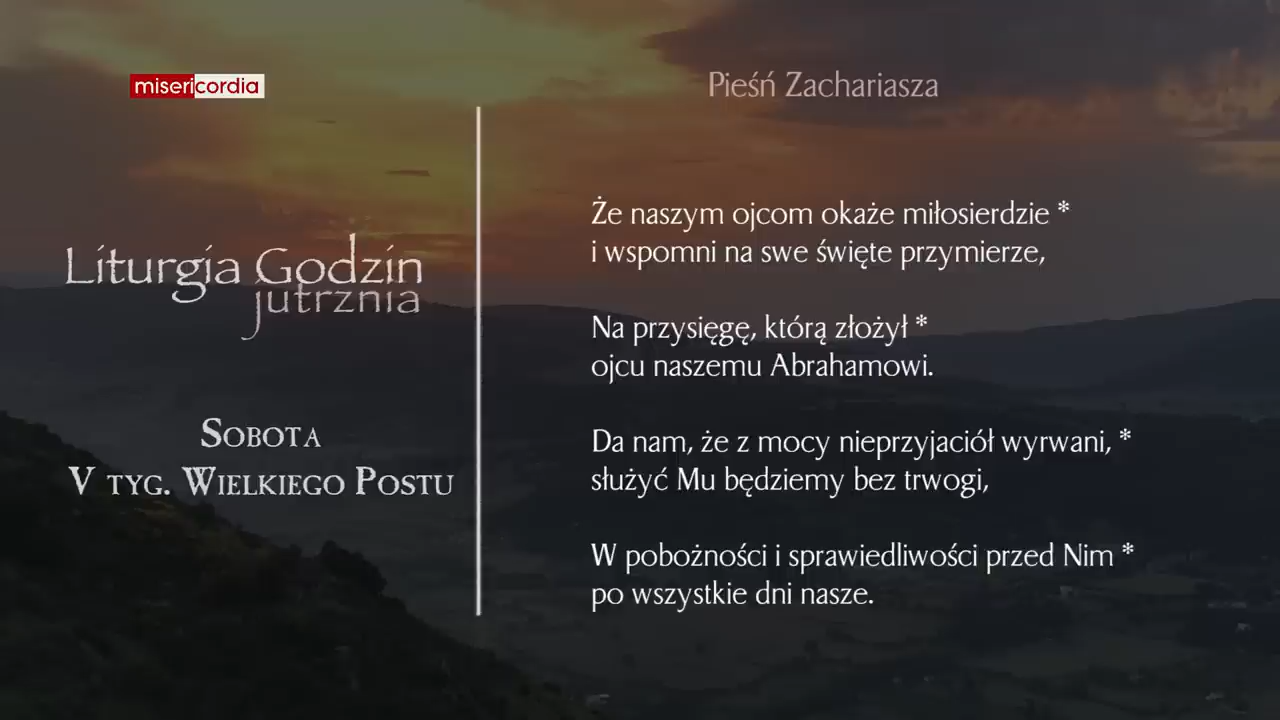 misericordia
Liturgia Godzin
jutrznia
Sobota
V tyg. Wielkiego Postu
Pieśń Zachariasza
Że naszym ojcom okaże miłosierdzie *
i wspomni na swe święte przymierze,
Na przysięgę, którą złożył *
ojcu naszemu Abrahamowi.
Da nam, że z mocy nieprzyjaciół wyrwani, *
służyć Mu będziemy bez trwogi,
W pobożności i sprawiedliwości przed Nim *
po wszystkie dni nasze.